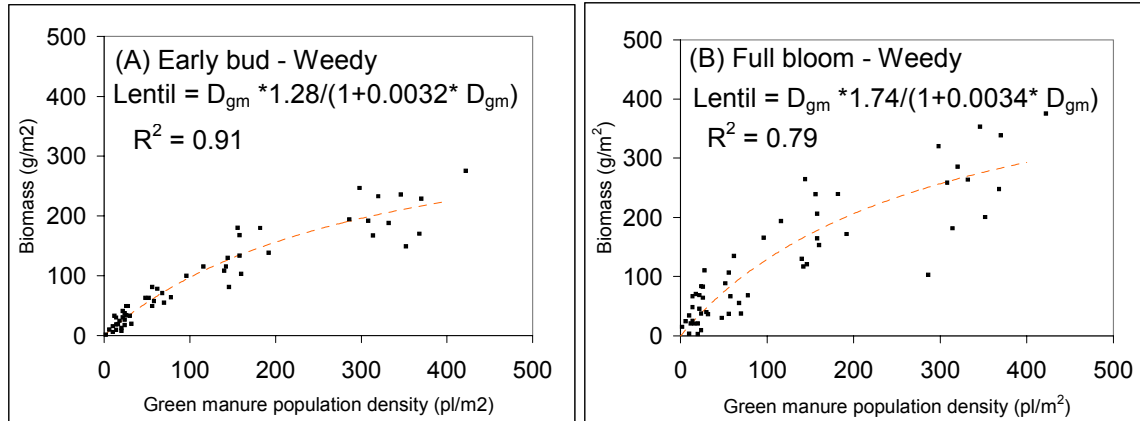 500
400
300
200
100
0
Biomass (g/m2)
(A) Early bud - Weedy
Lentil = Dgm *1.28/(1+0.0032* Dgm)
R² = 0.91
0 100 200 300 400 500
Green manure population density (pl/m2)
500
400
300
200
100
0
Biomass (g/m²)
(B) Full bloom - Weedy
Lentil = Dgm *1.74/(1+0.0034* Dgm)
R² = 0.79
0 100 200 300 400 500
Green manure population density (pl/m²)